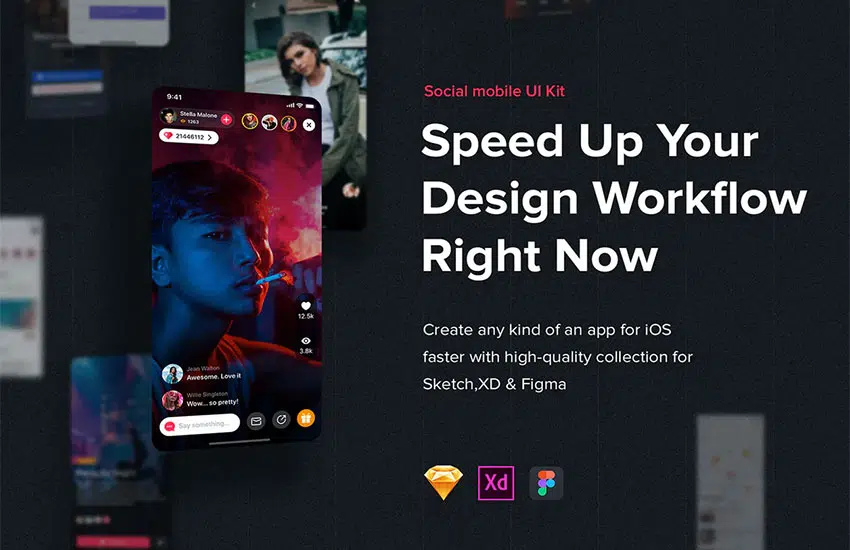 Social mobile UI Kit
Speed Up Your
Design Workflow
Right Now
Create any kind of an app for iOS
faster with high-quality collection for
Sketch,XD & Figma
Xd
9:41
Stella Malone
1263
21446112
12.5k
3.8k
Jean Walton
Awesome. Love it
Willie Singleton
Wow... so pretty!
Say something...